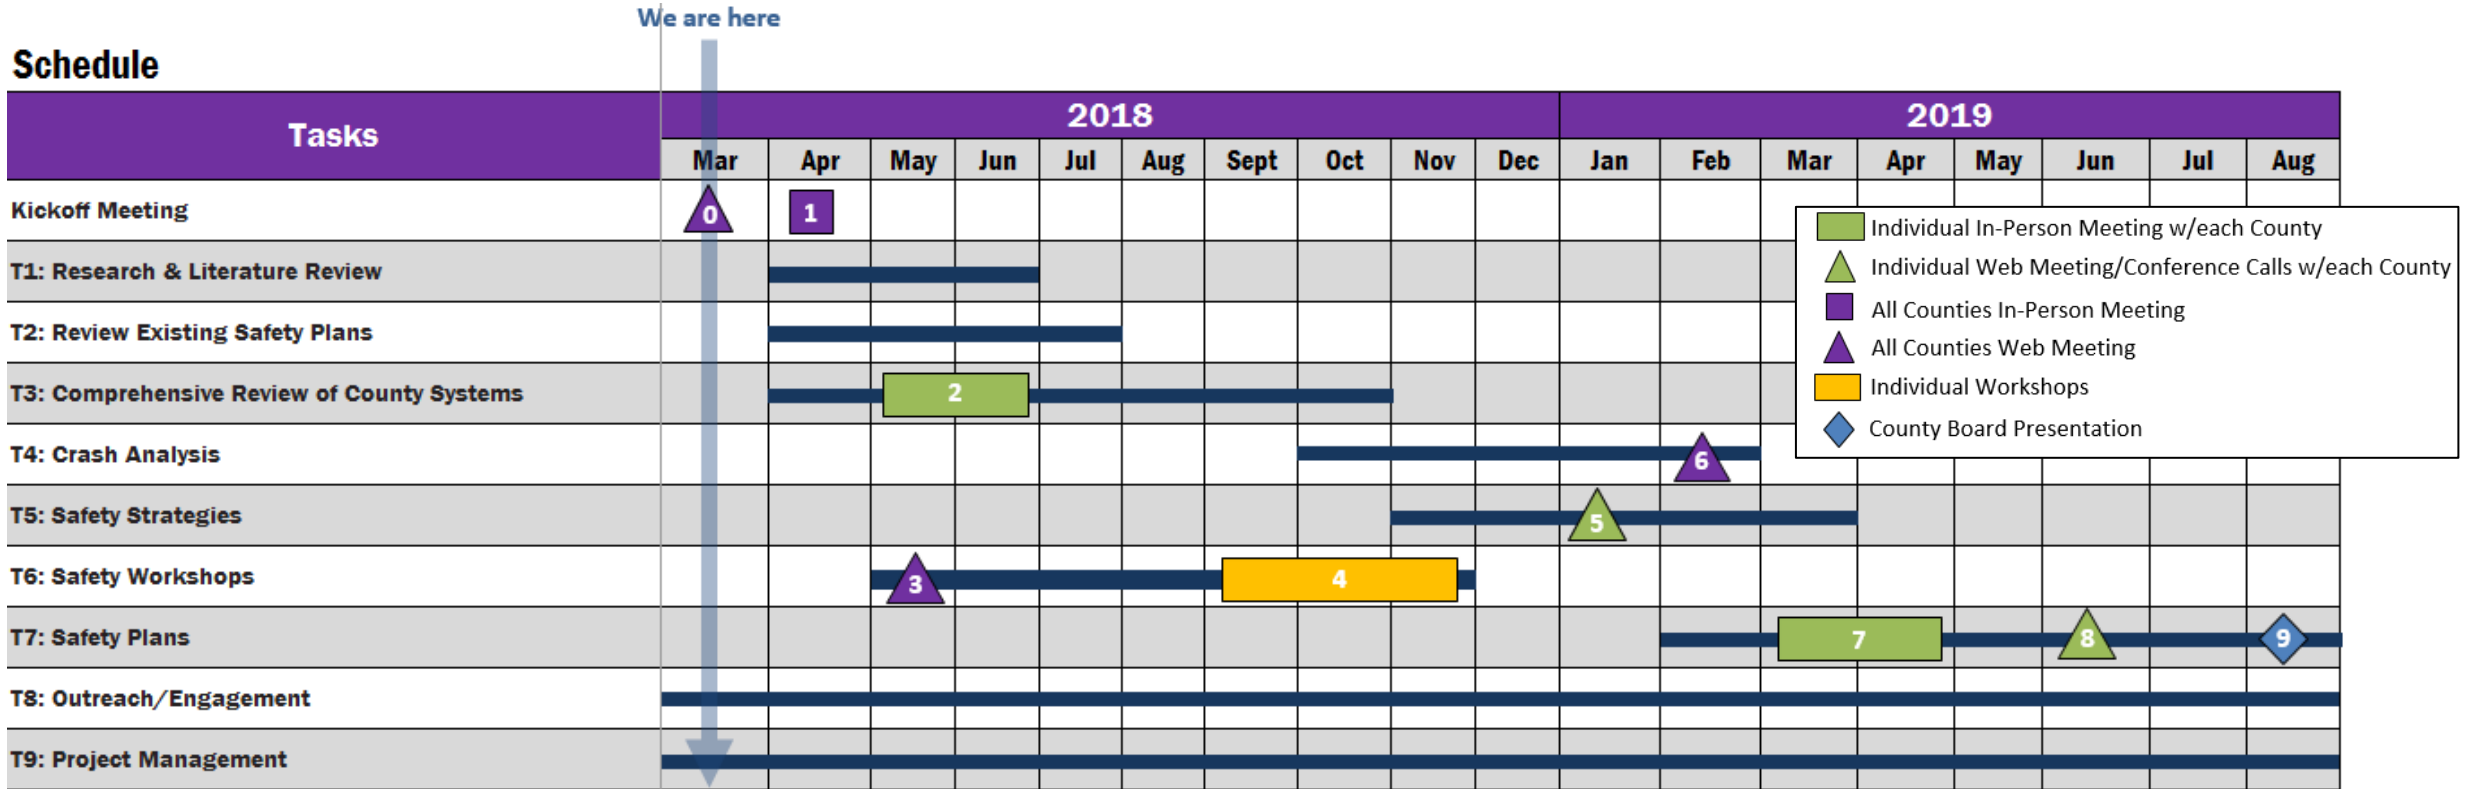 We are here
Schedule
Tasks
2018
2019
Mar Apr May Jun Jul Aug Sept Oct Nov Dec Jan Feb Mar Apr May Jun Jul Aug
Kickoff Meeting
0
1
T1: Research & Literature Review
T2: Review Existing Safety Plans
T3: Comprehensive Review of County Systems
2
T4: Crash Analysis
6
T5: Safety Strategies
5
T6: Safety Workshops
3
4
T7: Safety Plans
7
8
9
T8: Outreach/Engagement
T9: Project Management
Individual In-Person Meeting w/each County
Individual Web Meeting/Conference Calls w/each County
All Counties In-Person Meeting
All Counties Web Meeting
Individual Workshops
County Board Presentation